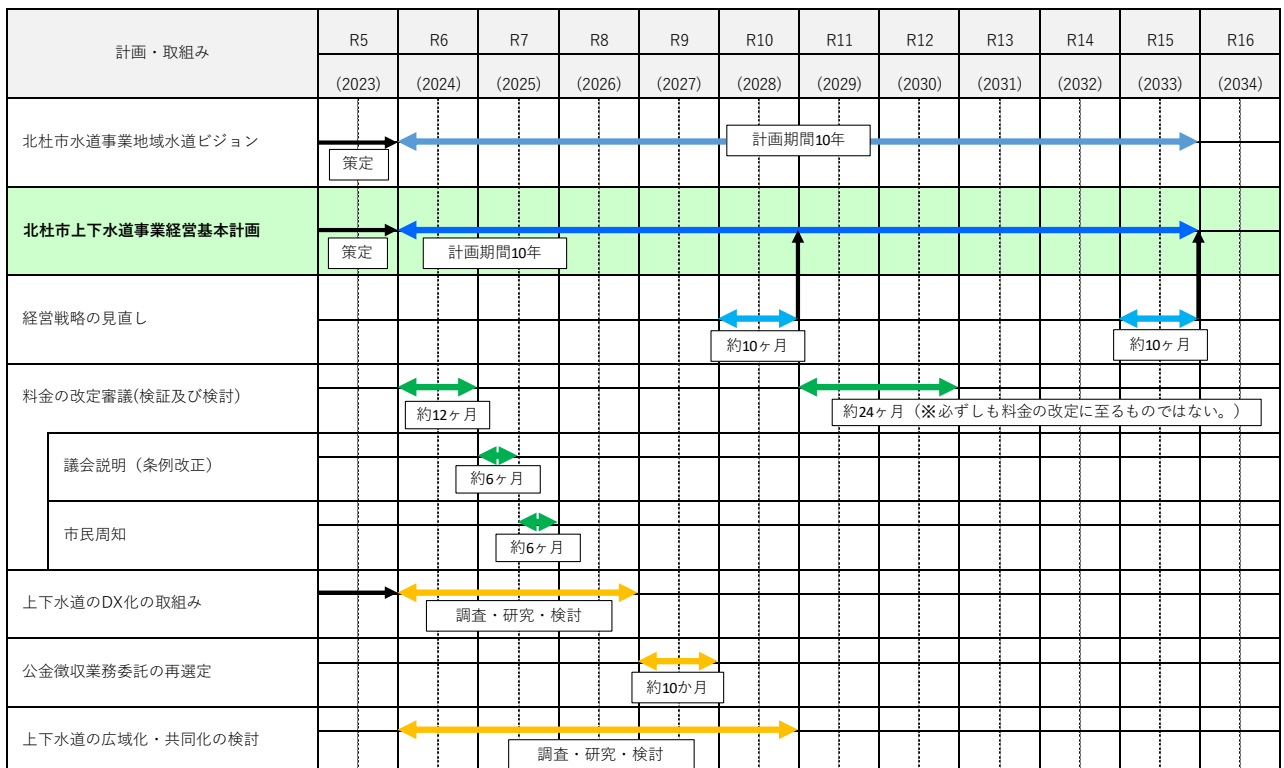 計画・取組み
R5 R6 R7 R8 R9 R10 R11 R12 R13 R14 R15 R16
(2023) (2024) (2025) (2026) (2027) (2028) (2029) (2030) (2031) (2032) (2033) (2034)
北杜市水道事業地域水道ビジョン
計画期間10年
策定
北杜市上下水道事業経営基本計画
策定 計画期間10年
経営戦略の見直し
約10ヶ月 約10ヶ月
料金の改定審議(検証及び検討)
約12ヶ月 約24ヶ月（※必ずしも料金の改定に至るものではない。）
議会説明（条例改正）
約6ヶ月
市民周知
約6ヶ月
上下水道のDX化の取組み
調査・研究・検討
公金徴収業務委託の再選定
約10か月
上下水道の広域化・共同化の検討
調査・研究・検討